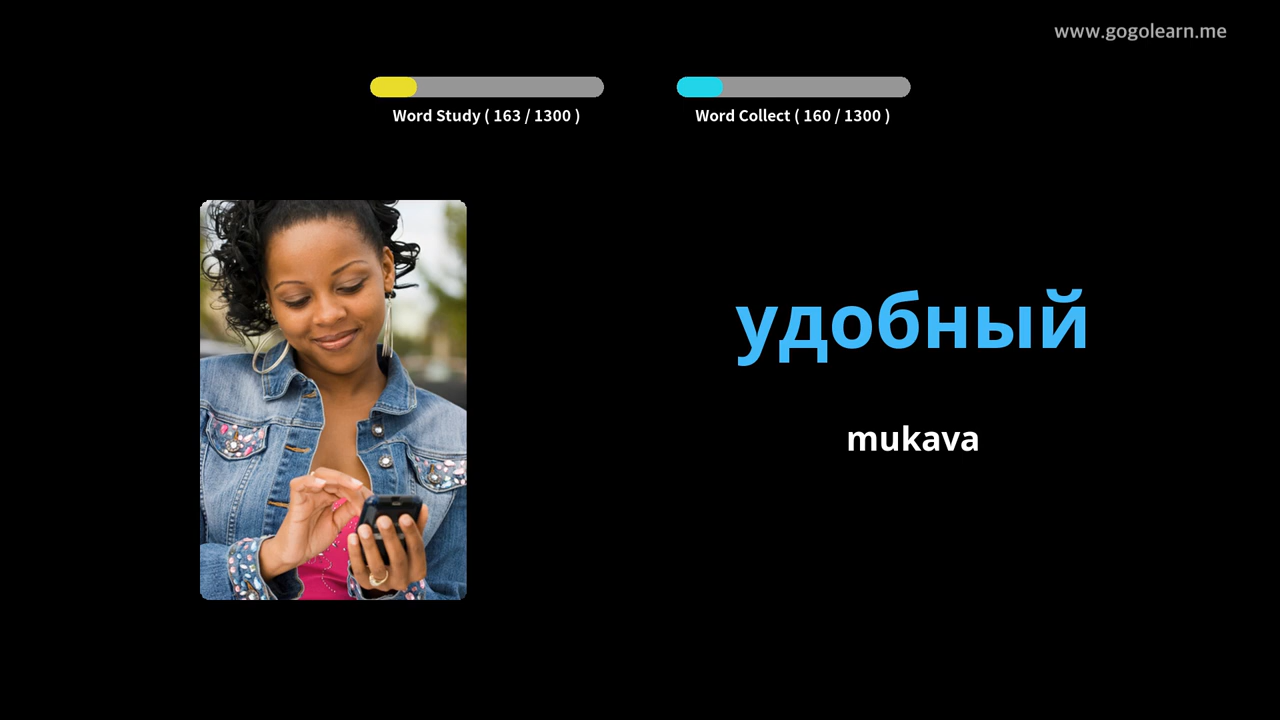 www.gogolearn.me
Word Study ( 163 / 1300 )
Word Collect ( 160 / 1300 )
удобный
mukava